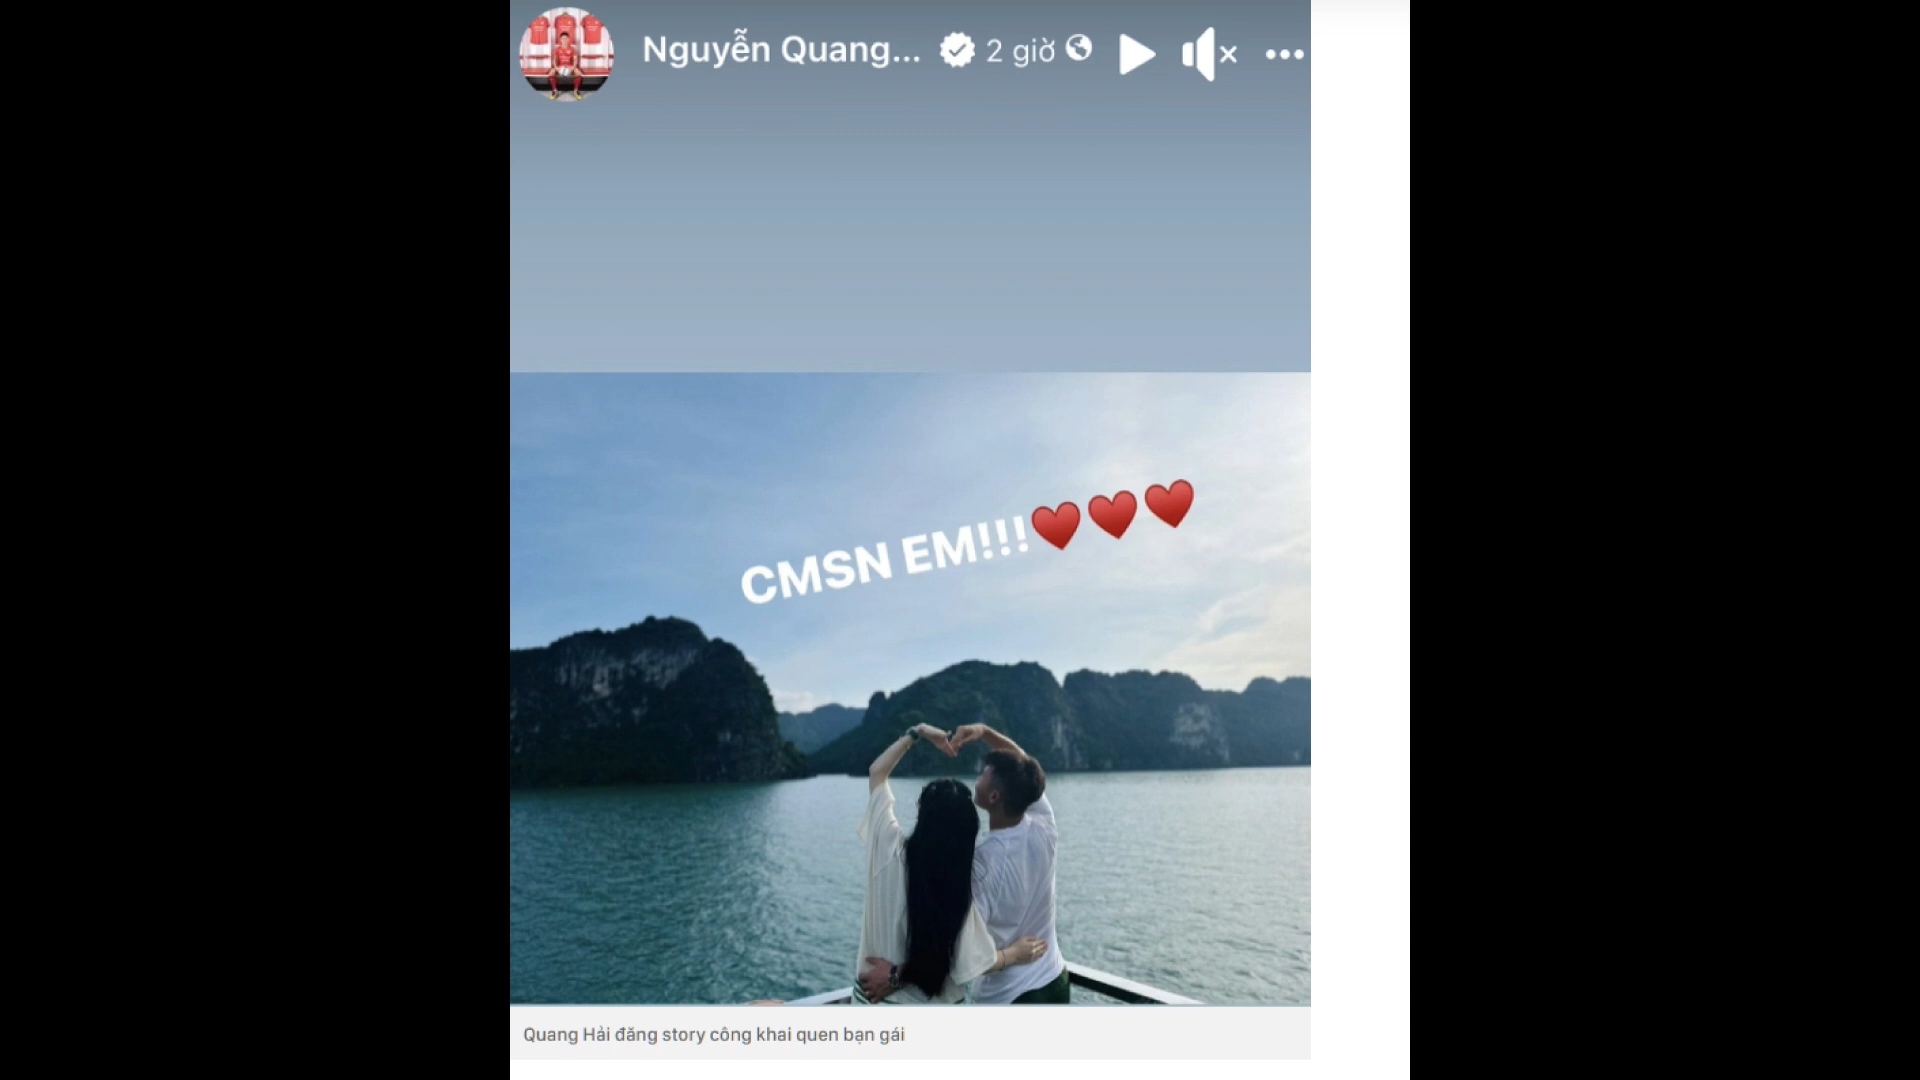 Nguyễn Quang... 2 giờ
CMSN EM!!!❤️❤️❤️
Quang Hải đăng story công khai quen bạn gái